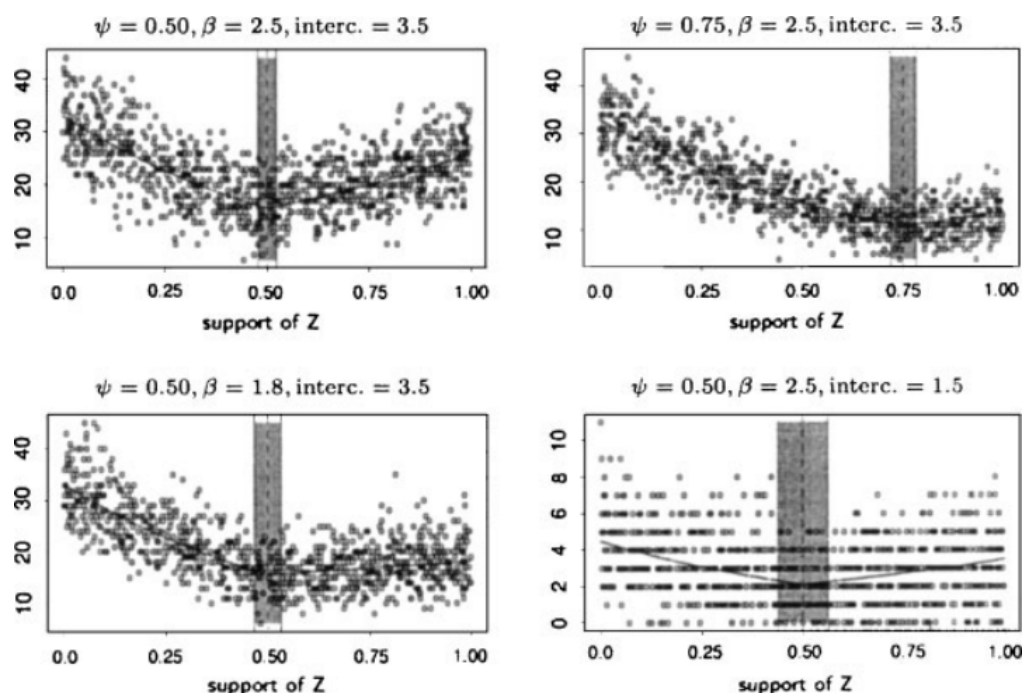 ψ = 0.50, β = 2.5, interc. = 3.5
40
30
20
10
0.0 0.25 0.50 0.75 1.00
support of Z
ψ = 0.75, β = 2.5, interc. = 3.5
40
30
20
10
0.0 0.25 0.50 0.75 1.00
support of Z
ψ = 0.50, β = 1.8, interc. = 3.5
40
30
20
10
0.0 0.25 0.50 0.75 1.00
support of Z
ψ = 0.50, β = 2.5, interc. = 1.5
10
8
6
4
2
0
0.0 0.25 0.50 0.75 1.00
support of Z